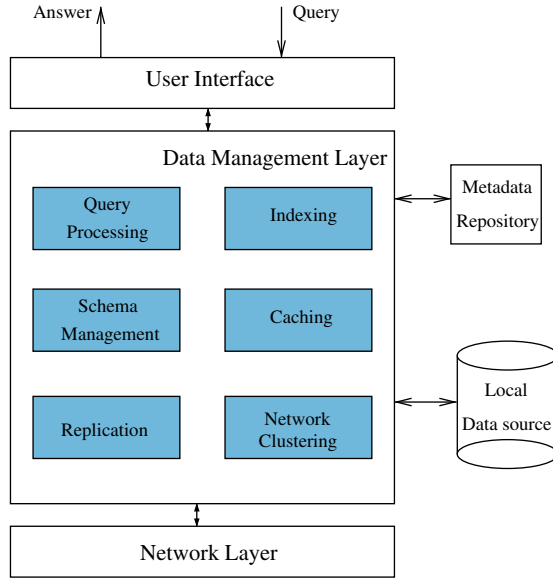 Answer
Query
User Interface
Data Management Layer
Query
Processing
Indexing
Metadata
Repository
Schema
Management
Caching
Local
Data source
Replication
Network
Clustering
Network Layer